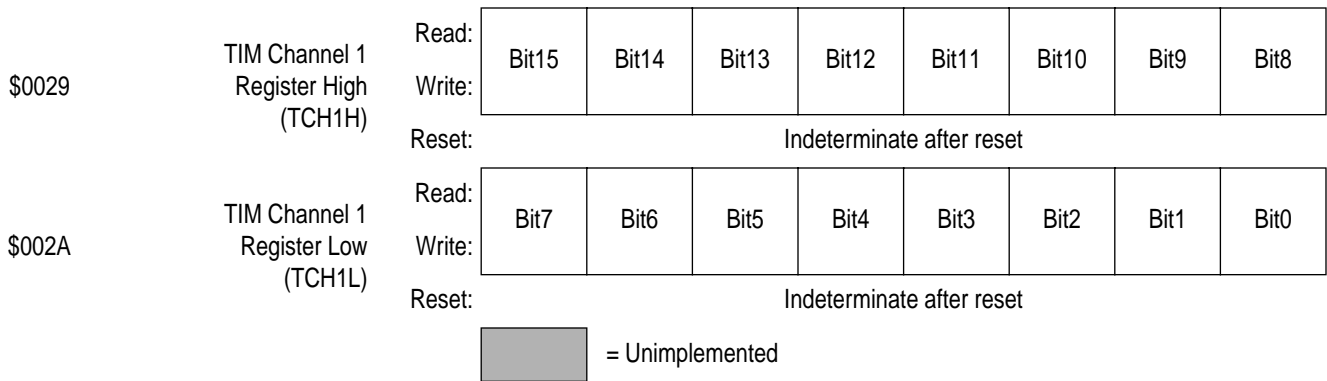 $0029 TIM Channel 1 Register High (TCH1H) Read: Write: Bit15 Bit14 Bit13 Bit12 Bit11 Bit10 Bit9 Bit8
Reset: Indeterminate after reset
$002A TIM Channel 1 Register Low (TCH1L) Read: Write: Bit7 Bit6 Bit5 Bit4 Bit3 Bit2 Bit1 Bit0
Reset: Indeterminate after reset
= Unimplemented